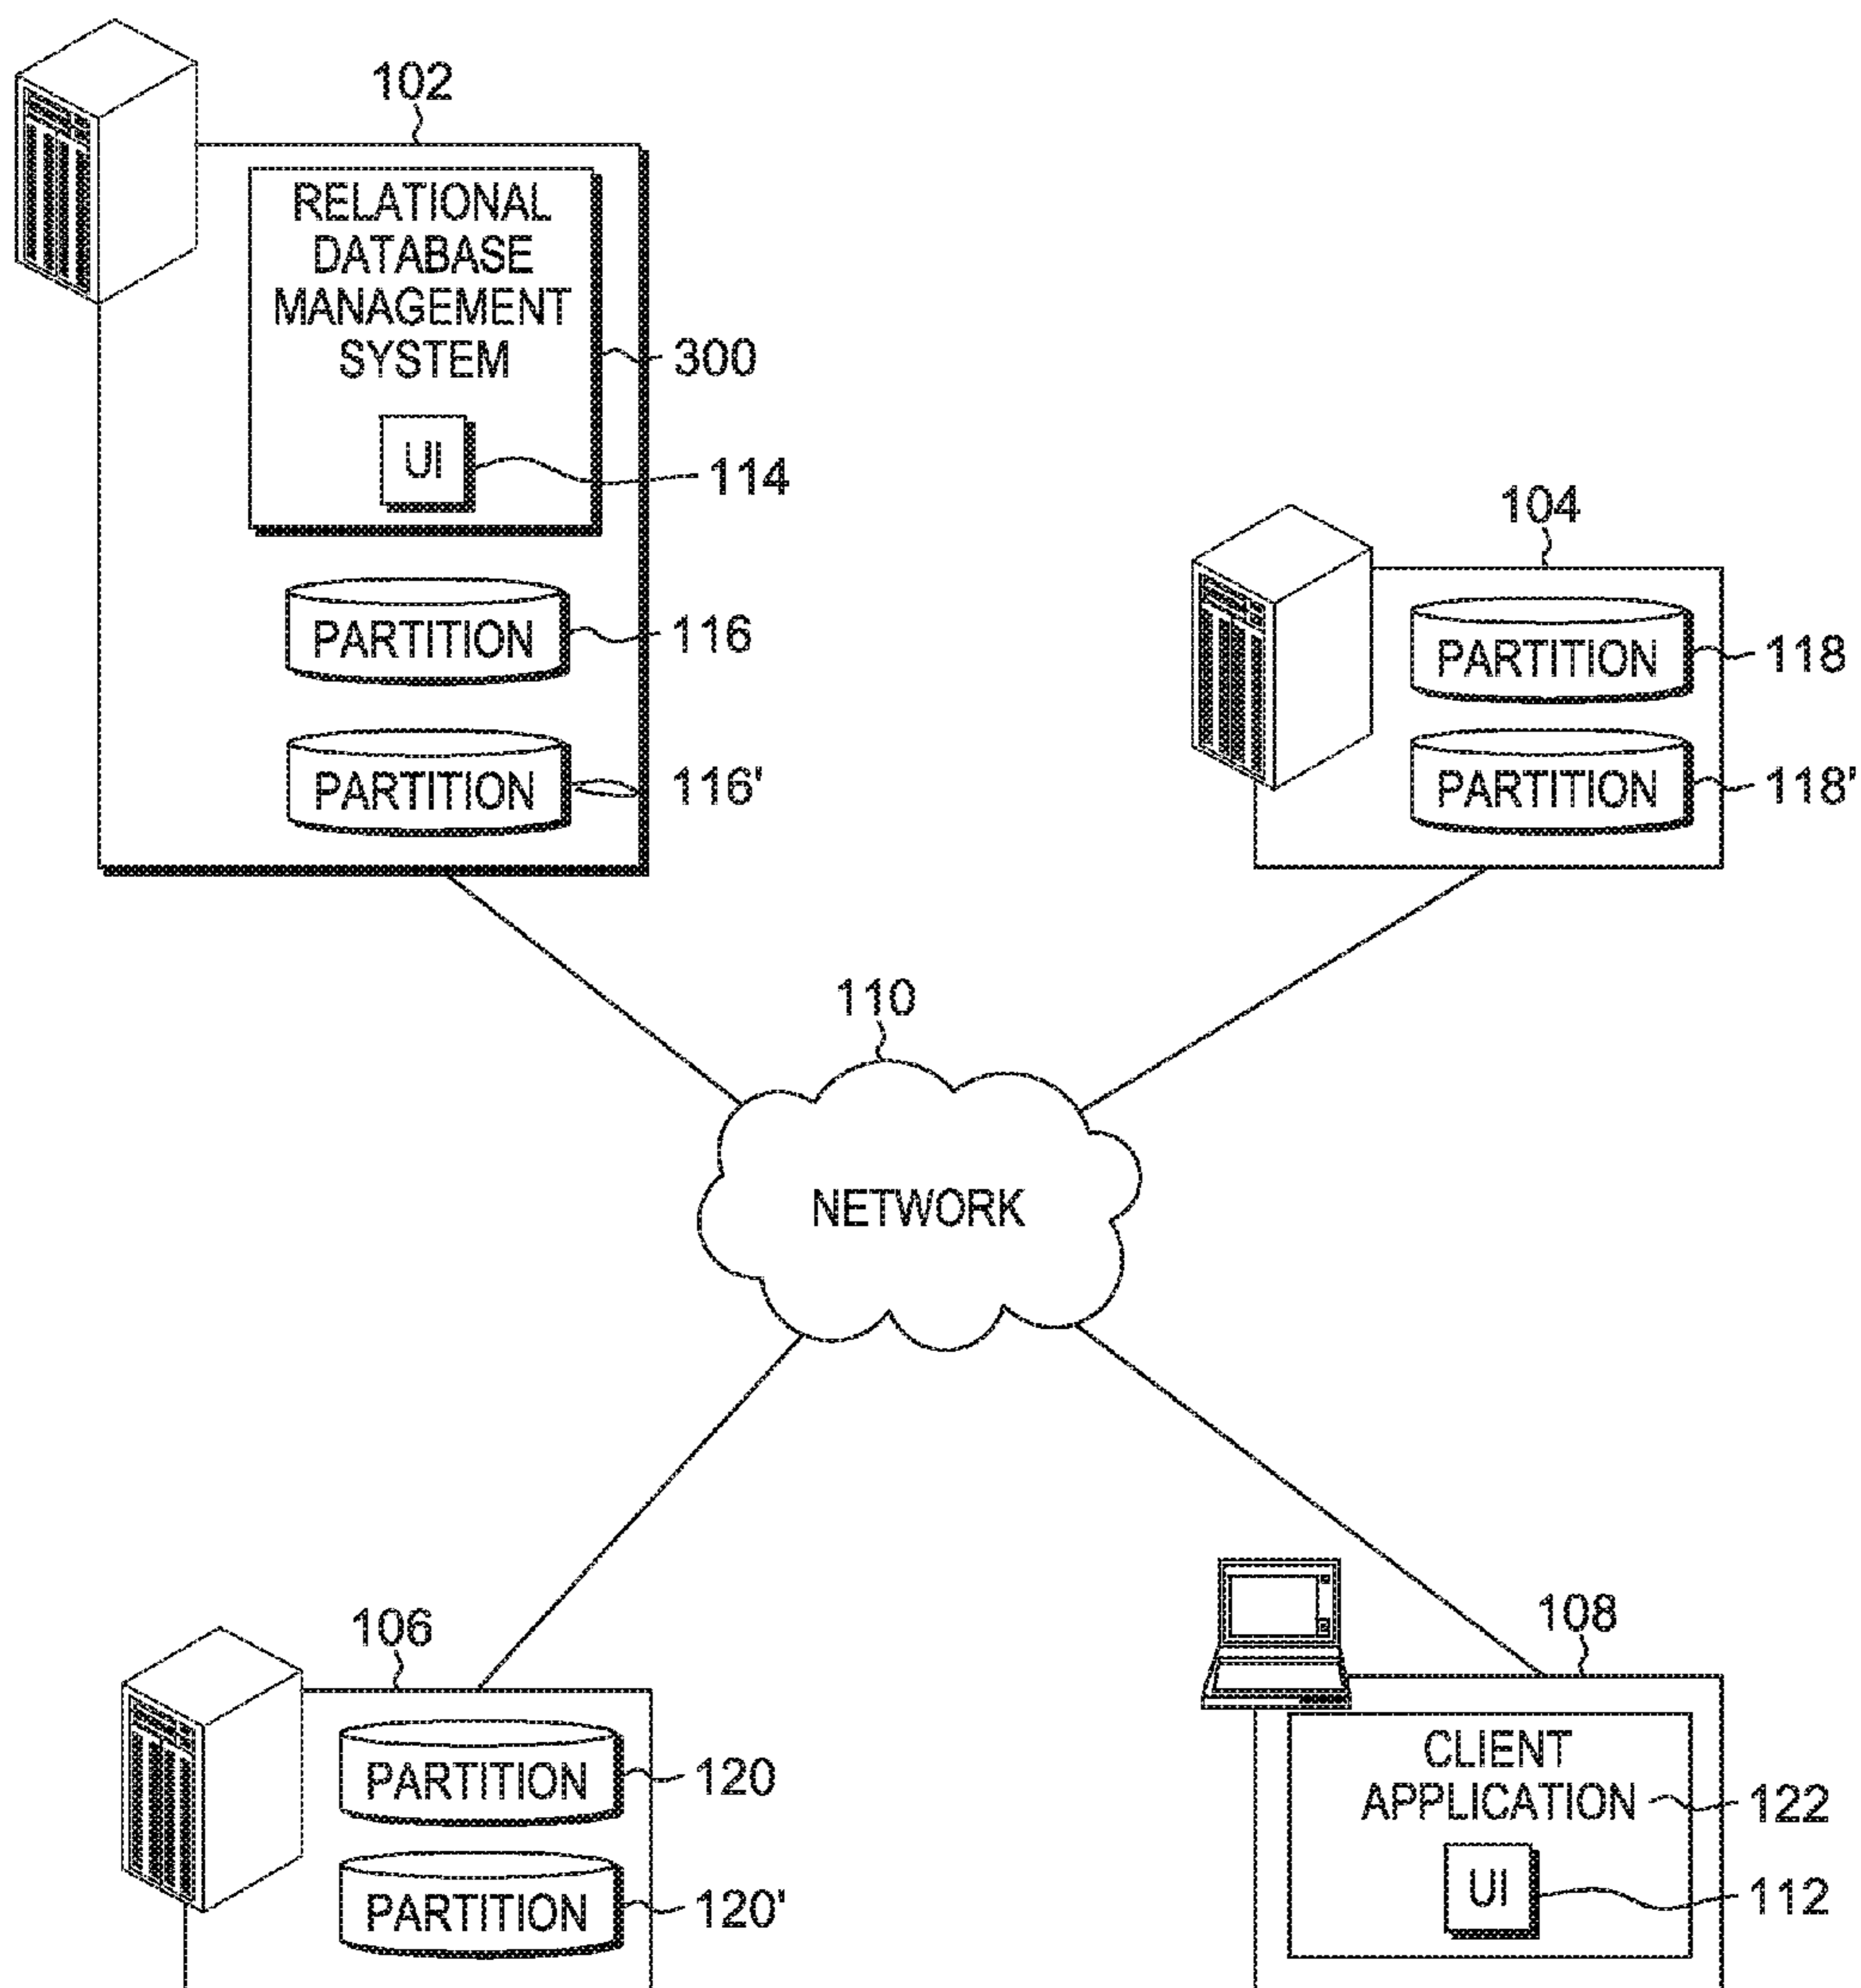 102
RELATIONAL
DATABASE
MANAGEMENT
SYSTEM
300
UI
114
PARTITION
116
PARTITION
116'
104
PARTITION
118
PARTITION
118'
110
NETWORK
106
PARTITION
120
PARTITION
120'
108
CLIENT
APPLICATION
122
UI
112